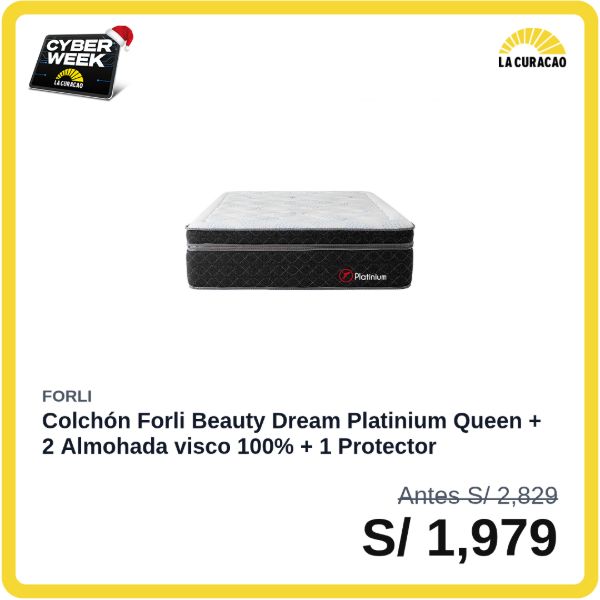 CYBER
WEEK
LA CURACAO
LA CURACAO
Platinium
FORLI
Colchón Forli Beauty Dream Platinium Queen +
2 Almohada visco 100% + 1 Protector
Antes S/ 2,829
S/ 1,979